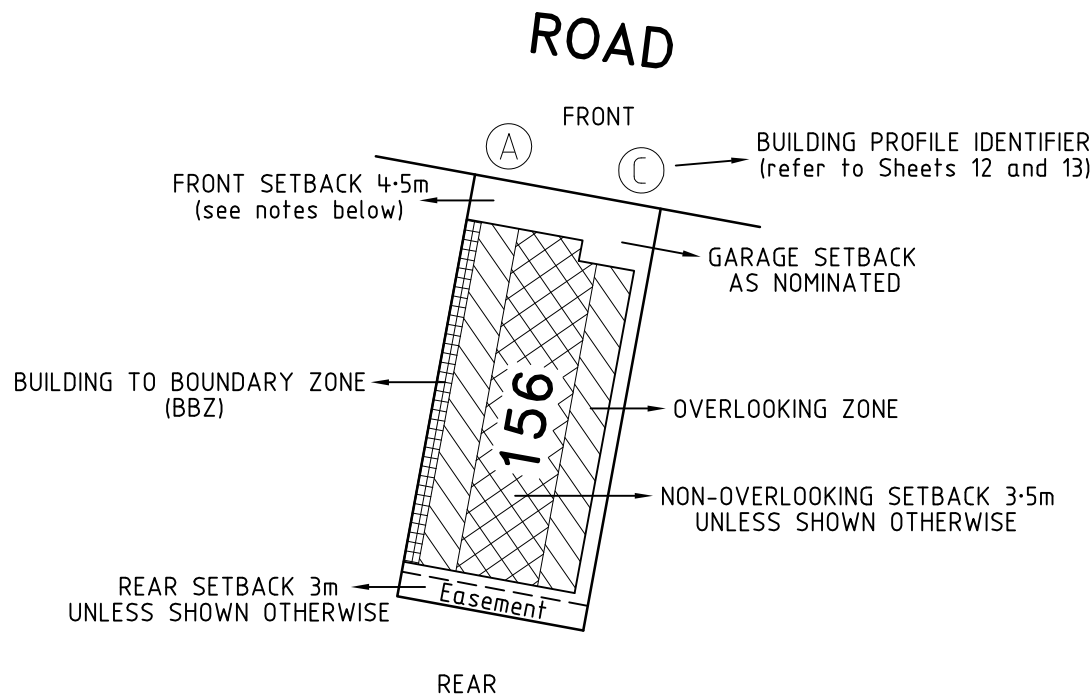 ROAD
FRONT
A
C
BUILDING PROFILE IDENTIFIER
(refer to Sheets 12 and 13)
FRONT SETBACK 4·5m
(see notes below)
GARAGE SETBACK
AS NOMINATED
BUILDING TO BOUNDARY ZONE
(BBZ)
156
OVERLOOKING ZONE
NON-OVERLOOKING SETBACK 3·5m
UNLESS SHOWN OTHERWISE
REAR SETBACK 3m
UNLESS SHOWN OTHERWISE
Easement
REAR